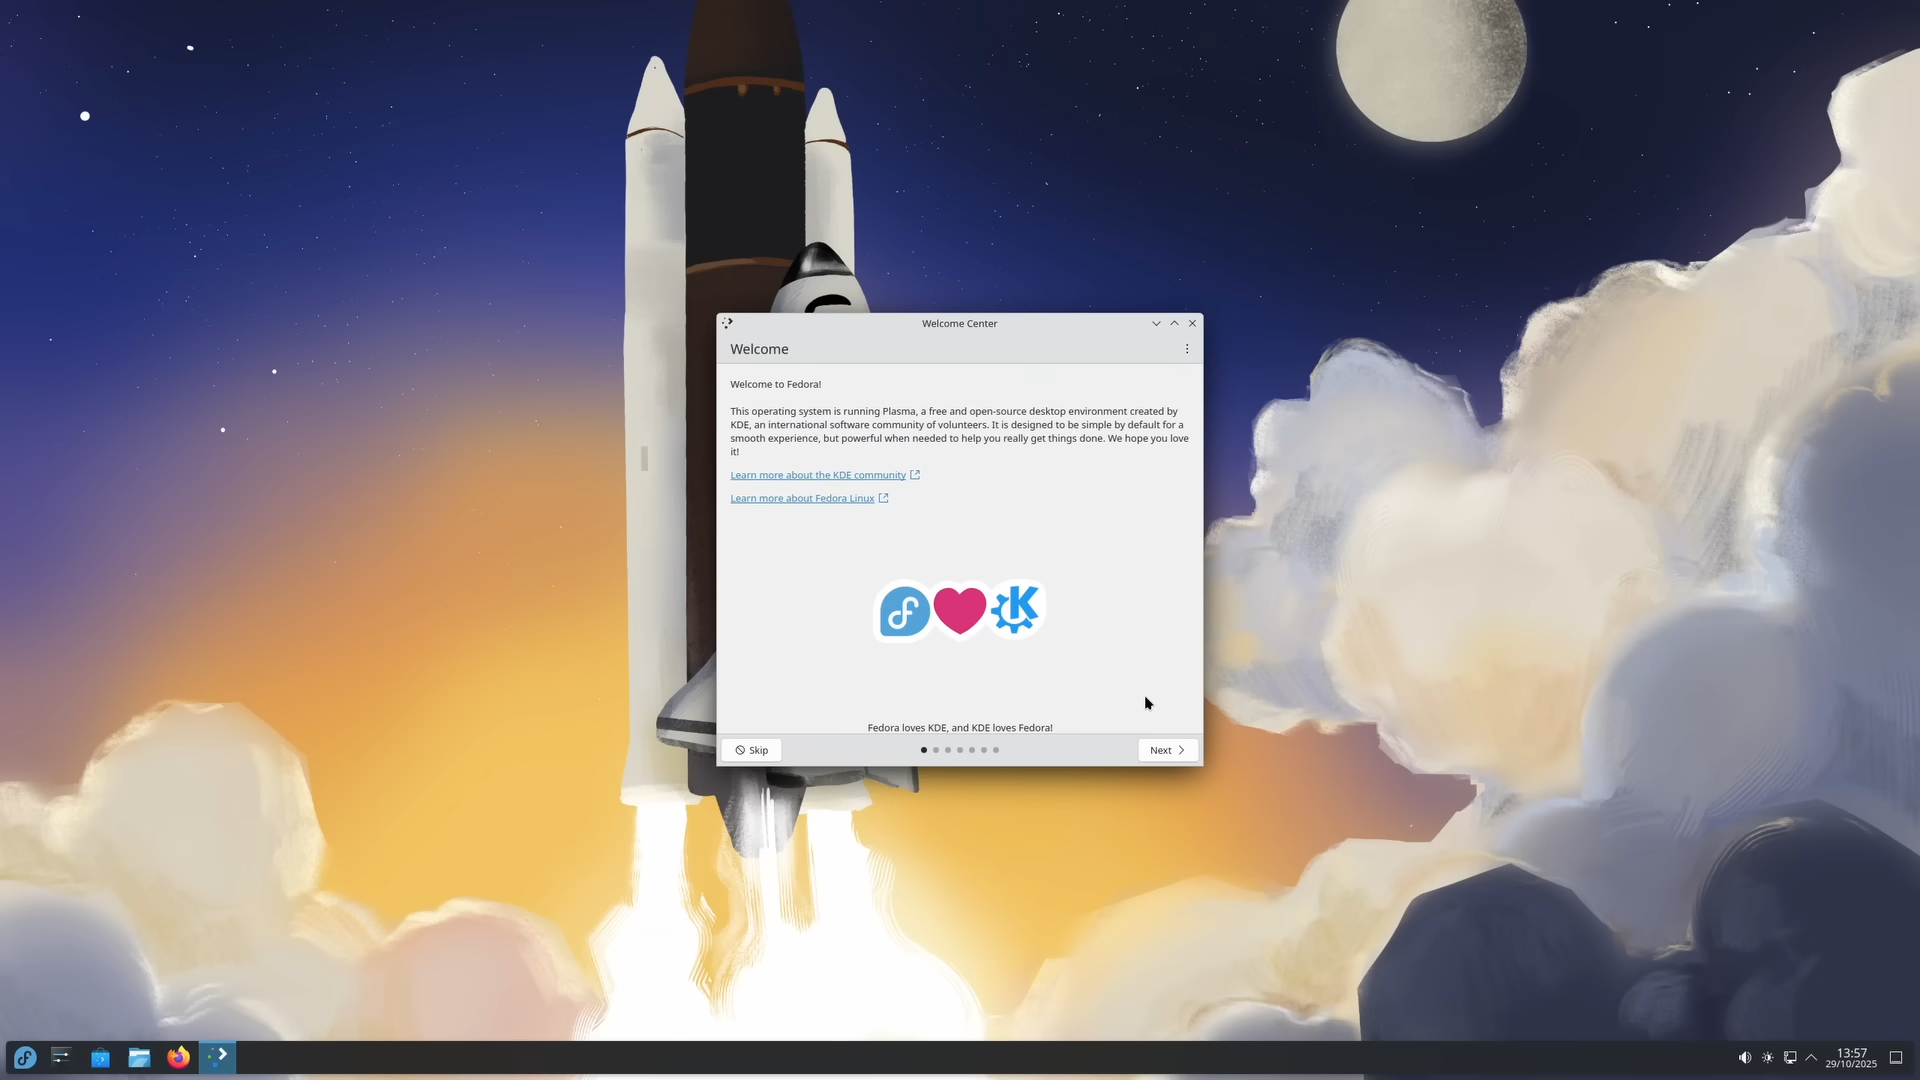 Welcome Center
Welcome
Welcome to Fedora!
This operating system is running Plasma, a free and open-source desktop environment created by
KDE, an international software community of volunteers. It is designed to be simple by default for a
smooth experience, but powerful when needed to help you really get things done. We hope you love
it!
Learn more about the KDE community
Learn more about Fedora Linux
Fedora loves KDE, and KDE loves Fedora!
Skip
Next
13:57
29/10/2025